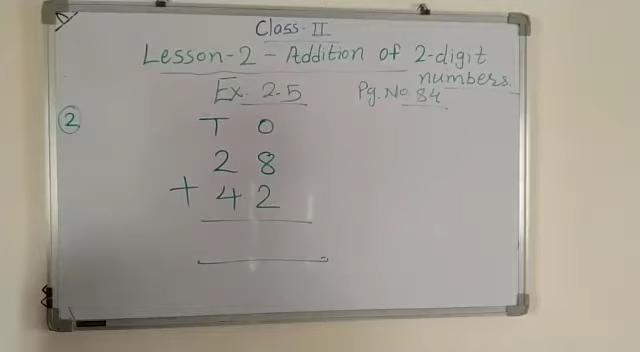 Class-II
Lesson-2 - Addition of 2-digit
numbers.
Ex. 2.5 Pg.No. 84
2
T O
2 8
+ 4 2